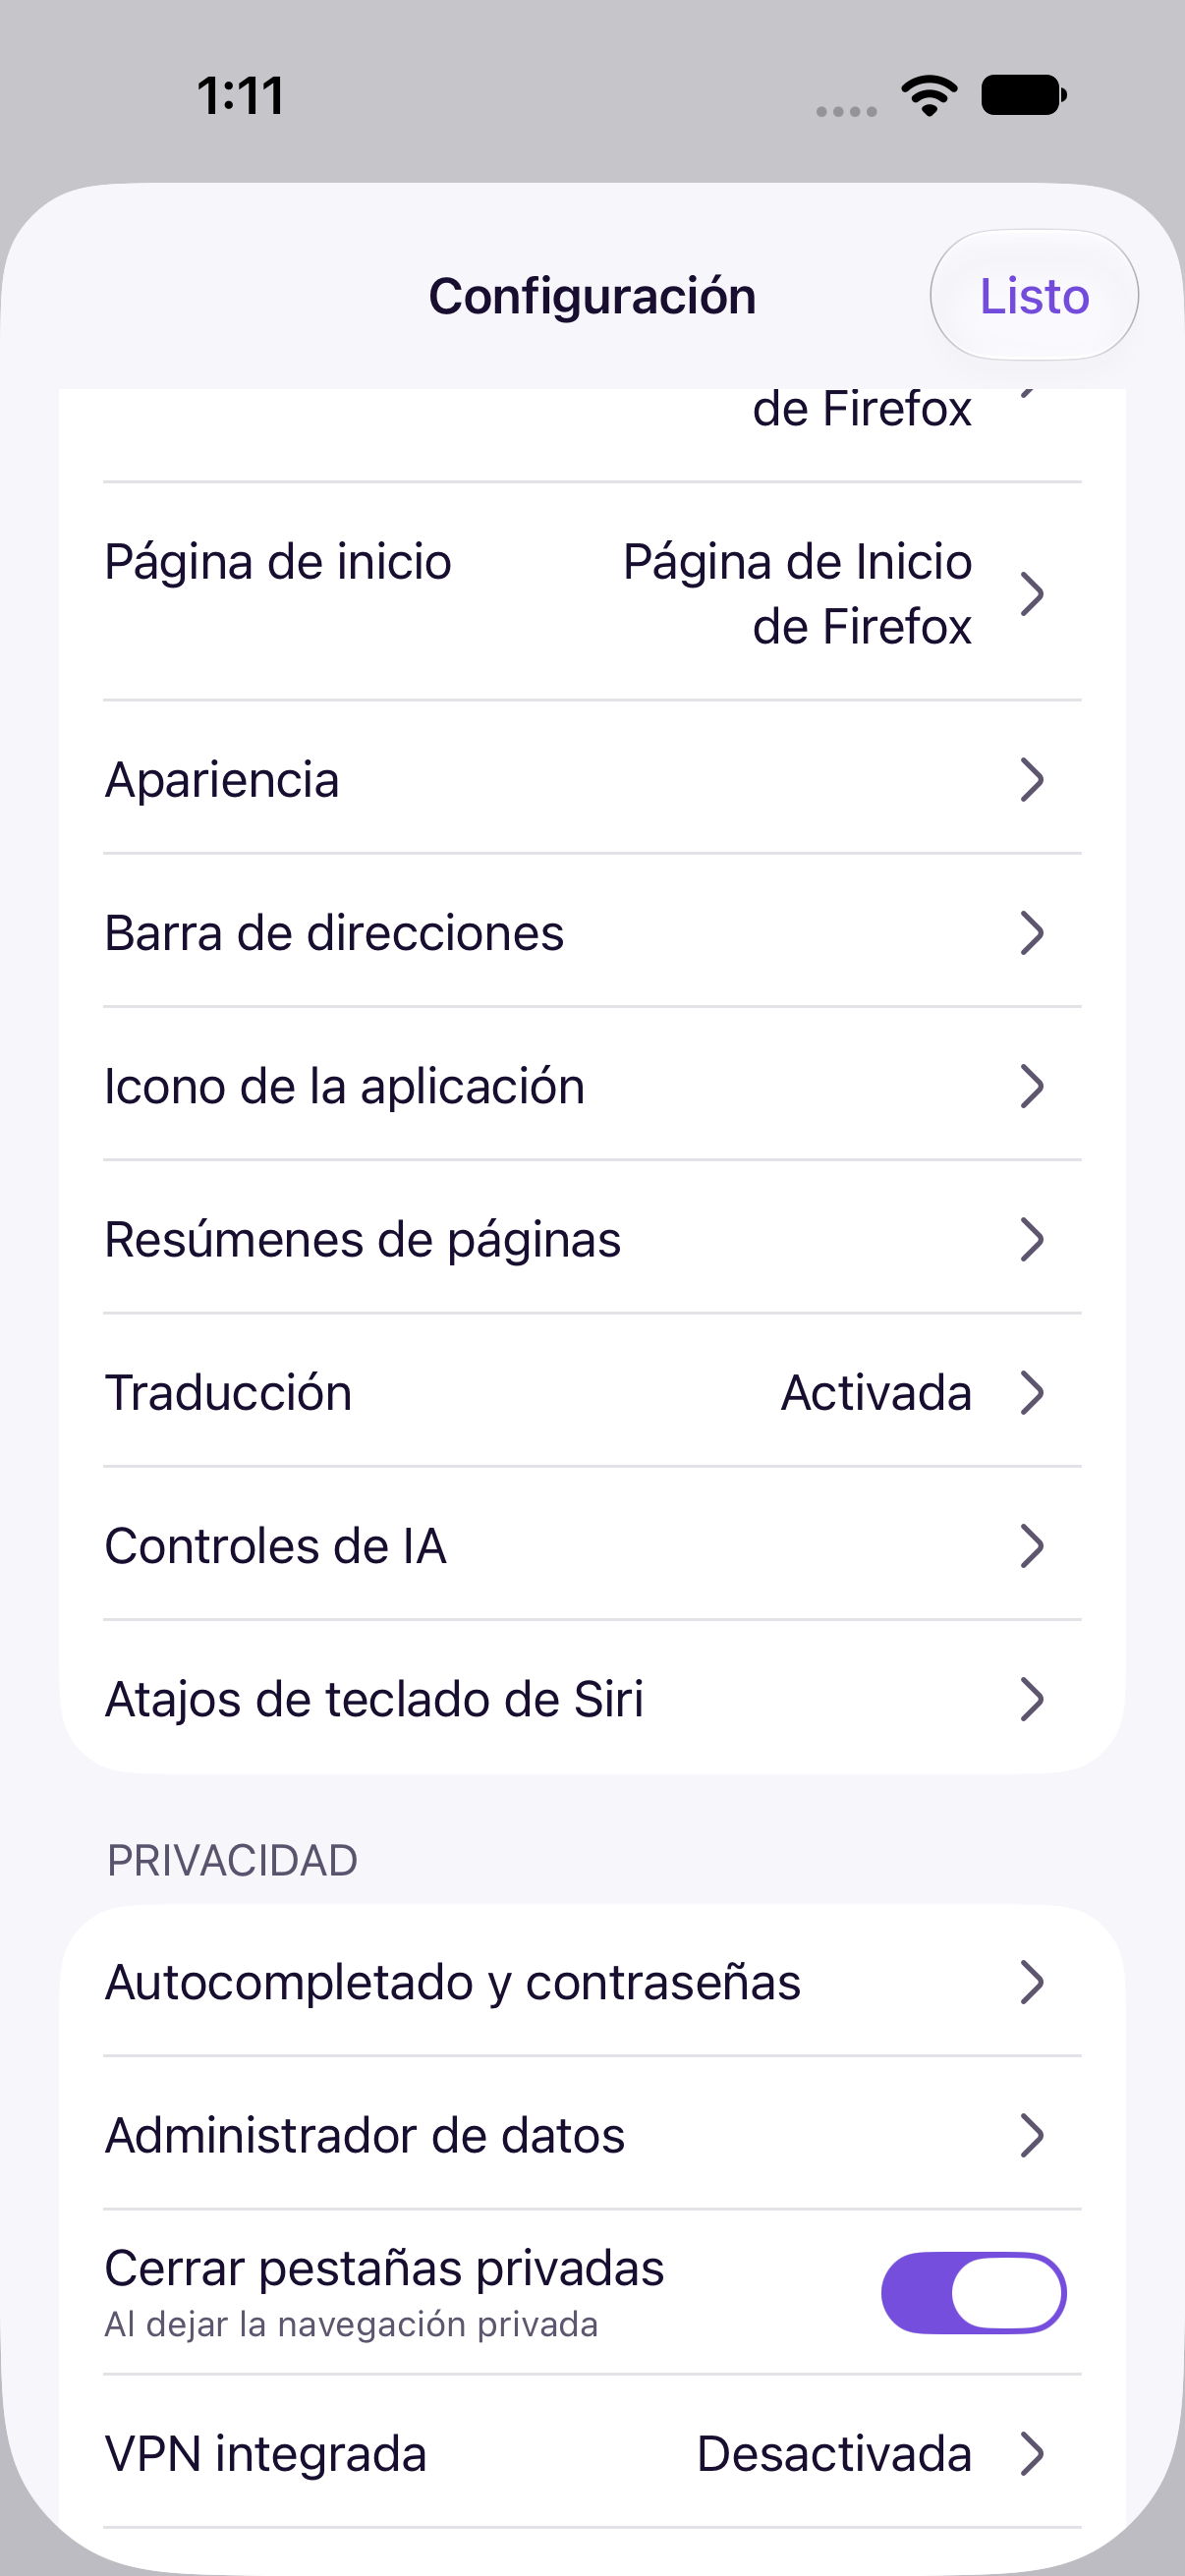 1:11
Configuración
Listo
de Firefox
Página de inicio
Página de Inicio
de Firefox
Apariencia
Barra de direcciones
Icono de la aplicación
Resúmenes de páginas
Traducción
Activada
Controles de IA
Atajos de teclado de Siri
PRIVACIDAD
Autocompletado y contraseñas
Administrador de datos
Cerrar pestañas privadas
Al dejar la navegación privada
VPN integrada
Desactivada